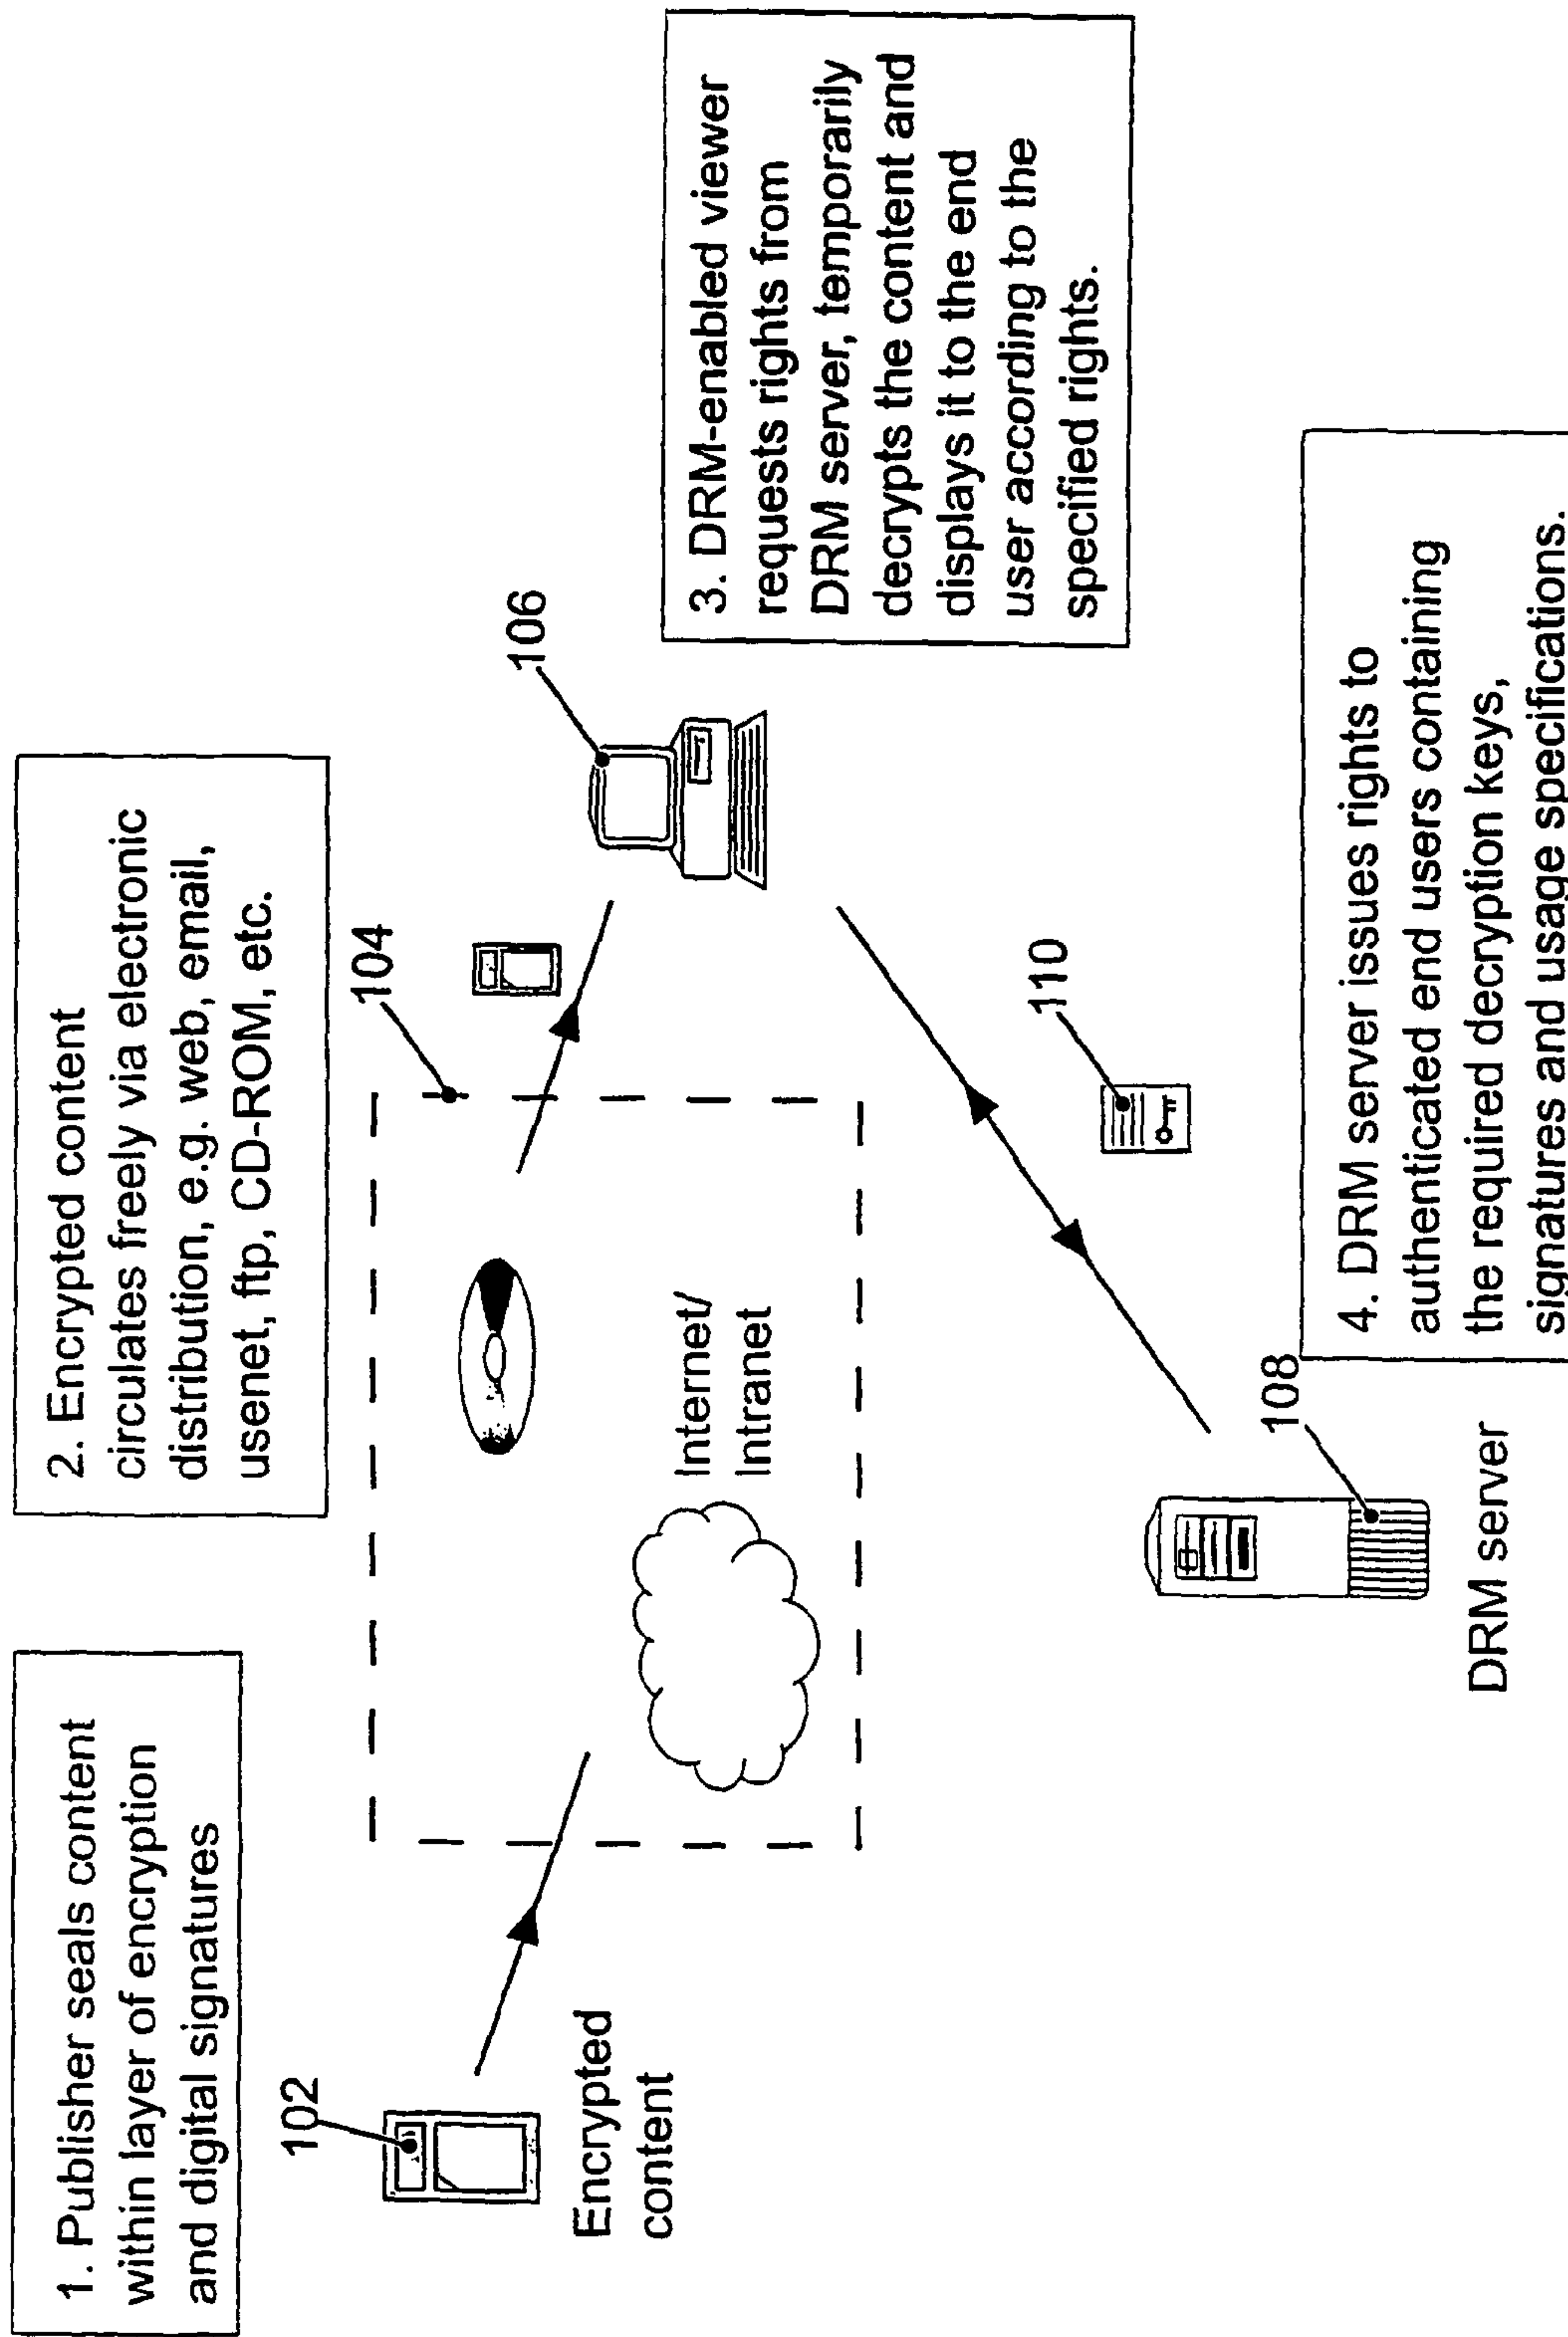 1. Publisher seals content
within layer of encryption
and digital signatures
2. Encrypted content
circulates freely via electronic
distribution, e.g. web, email,
usenet, ftp, CD-ROM, etc.
102
Encrypted
content
104
Internet/
Intranet
106
3. DRM-enabled viewer
requests rights from
DRM server, temporarily
decrypts the content and
displays it to the end
user according to the
specified rights.
110
108
DRM server
4. DRM server issues rights to
authenticated end users containing
the required decryption keys,
signatures and usage specifications.